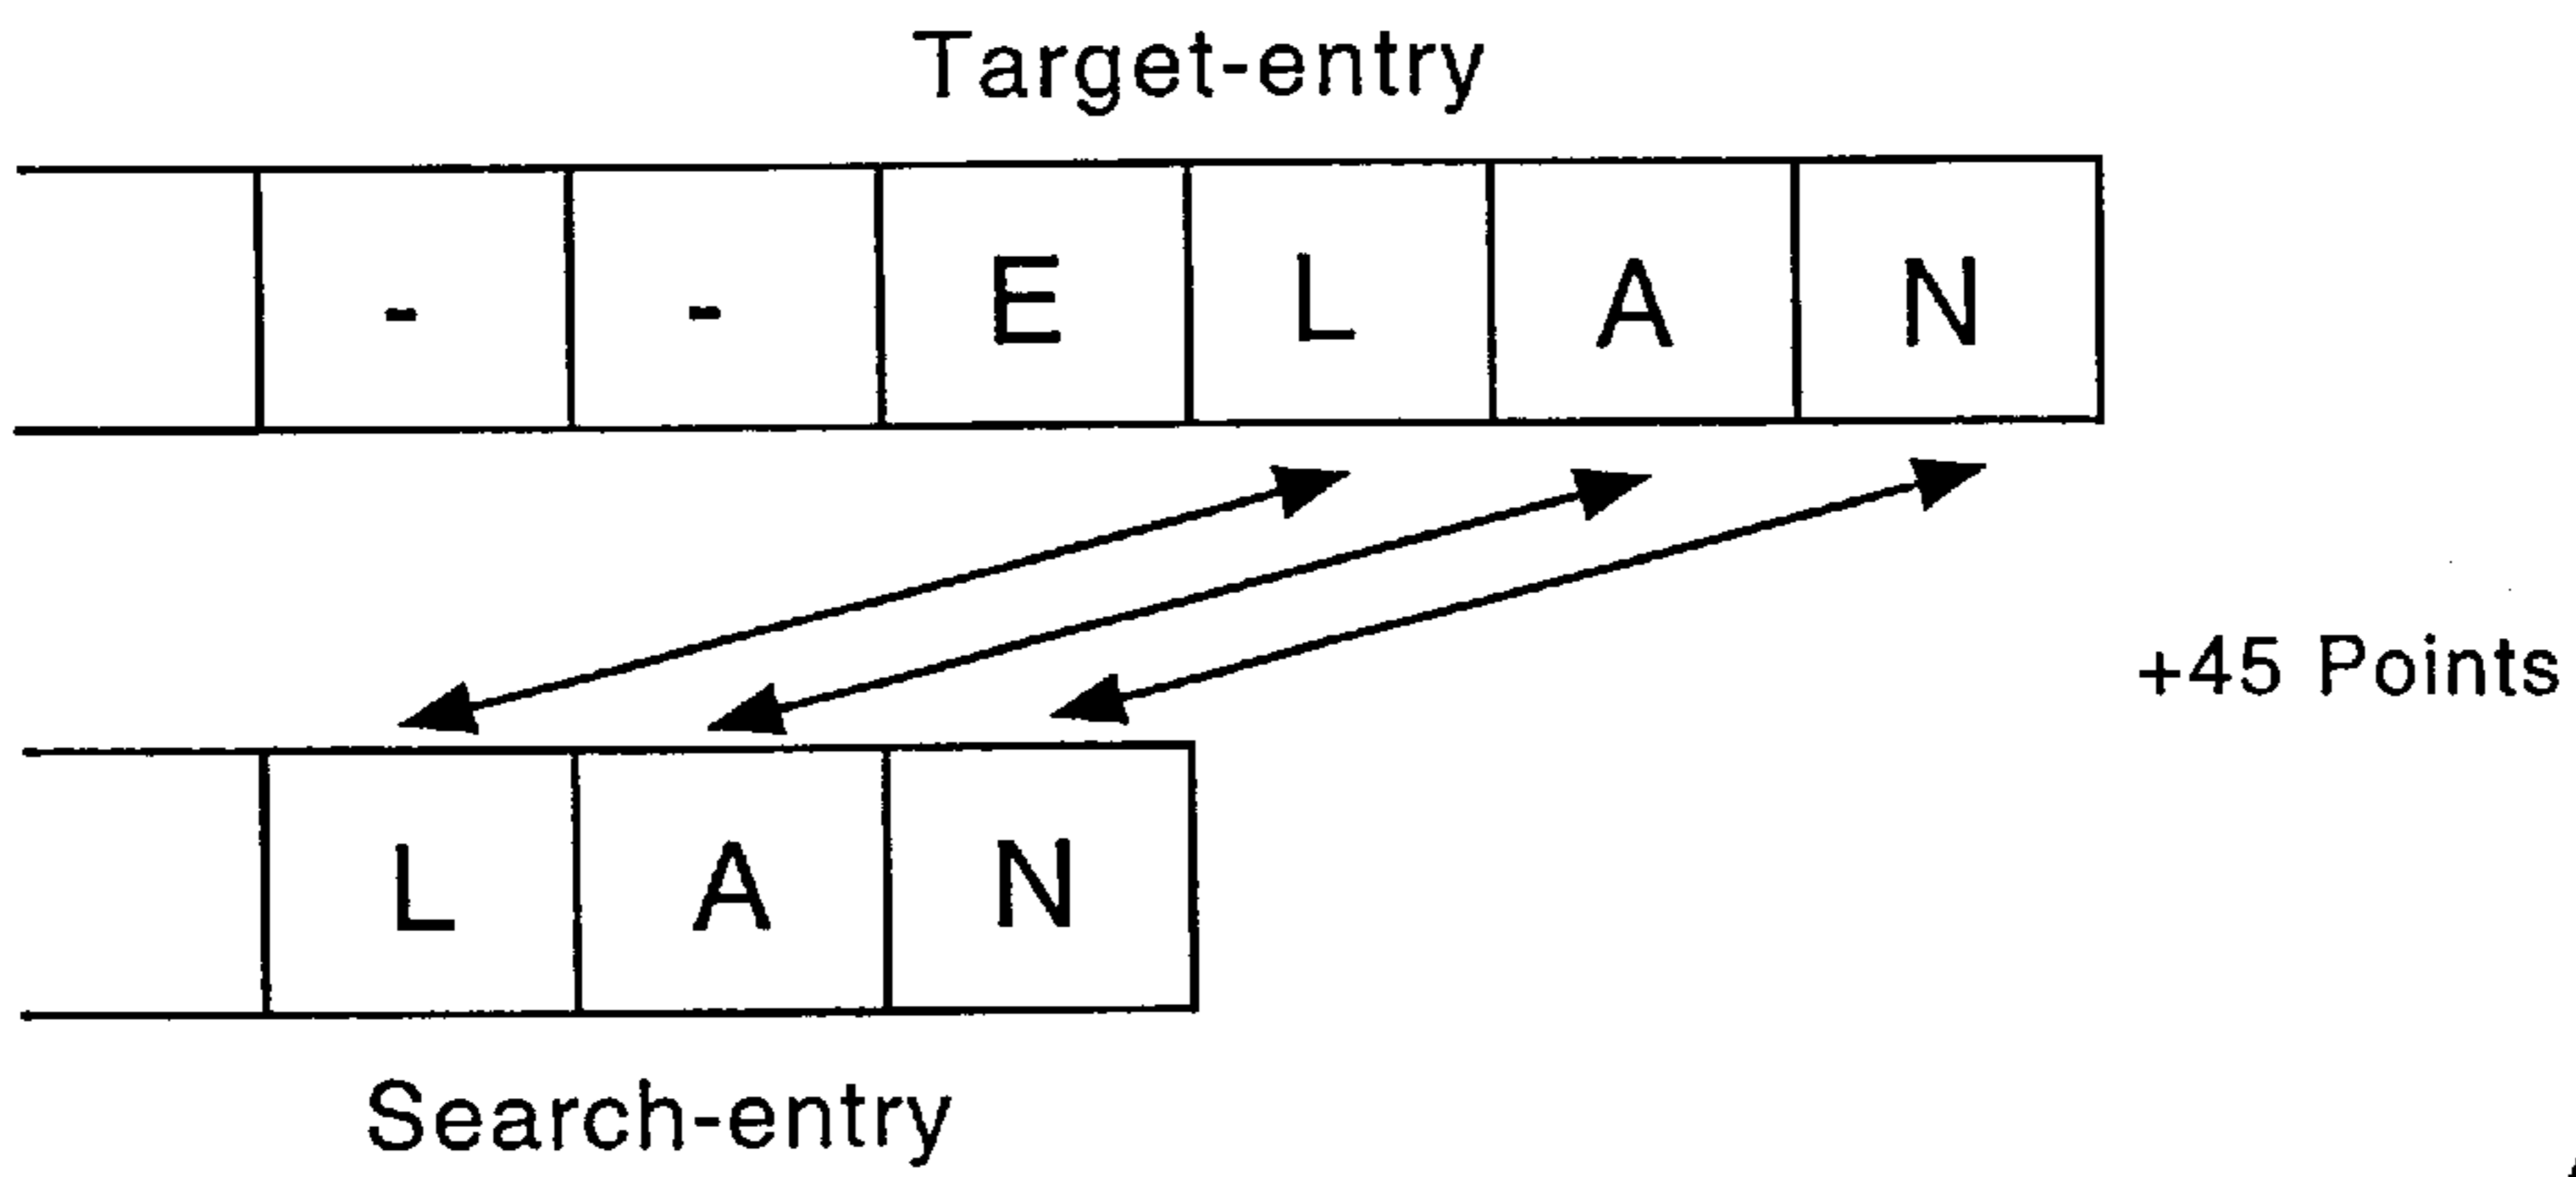 Target-entry
- - E L A N
+45 Points
L A N
Search-entry